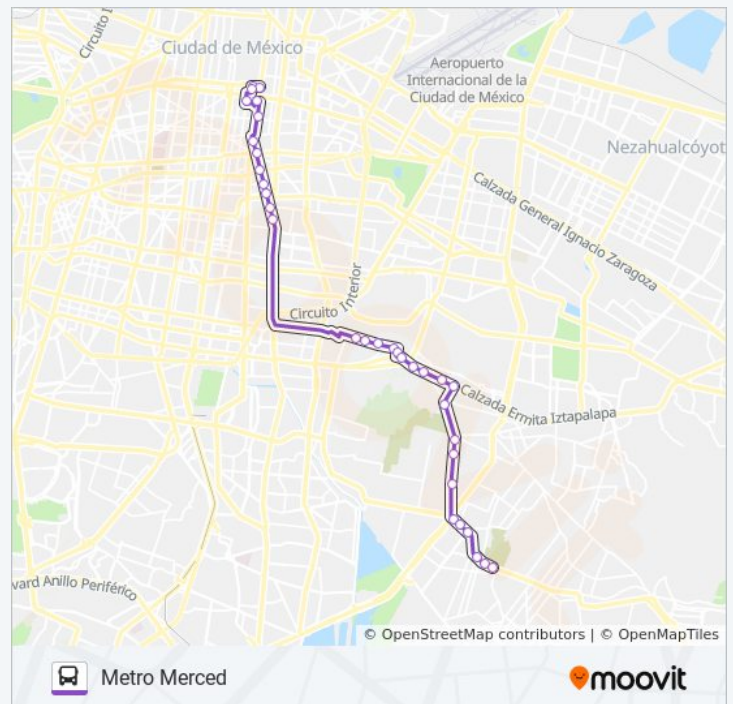 Circuito I
Ciudad de México
Aeropuerto
Internacional de la
Ciudad de México
Nezahualcóyot
Calzada General Ignacio Zaragoza
Circuito Interior
Calzada Ermita Iztapalapa
vard Anillo Periférico
© OpenStreetMap contributors | © OpenMapTiles
Metro Merced
moovit